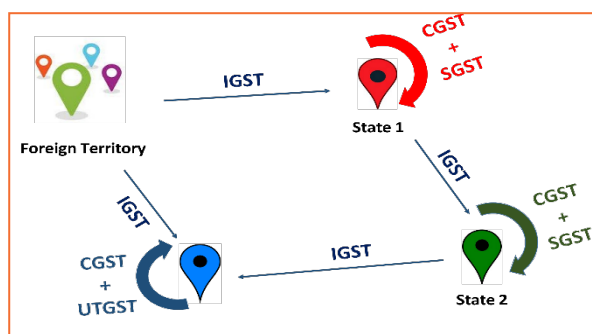 CGST
+
SGST
IGST
State 1
Foreign Territory
IGST
IGST
CGST
+
SGST
CGST
+
UTGST
IGST
State 2